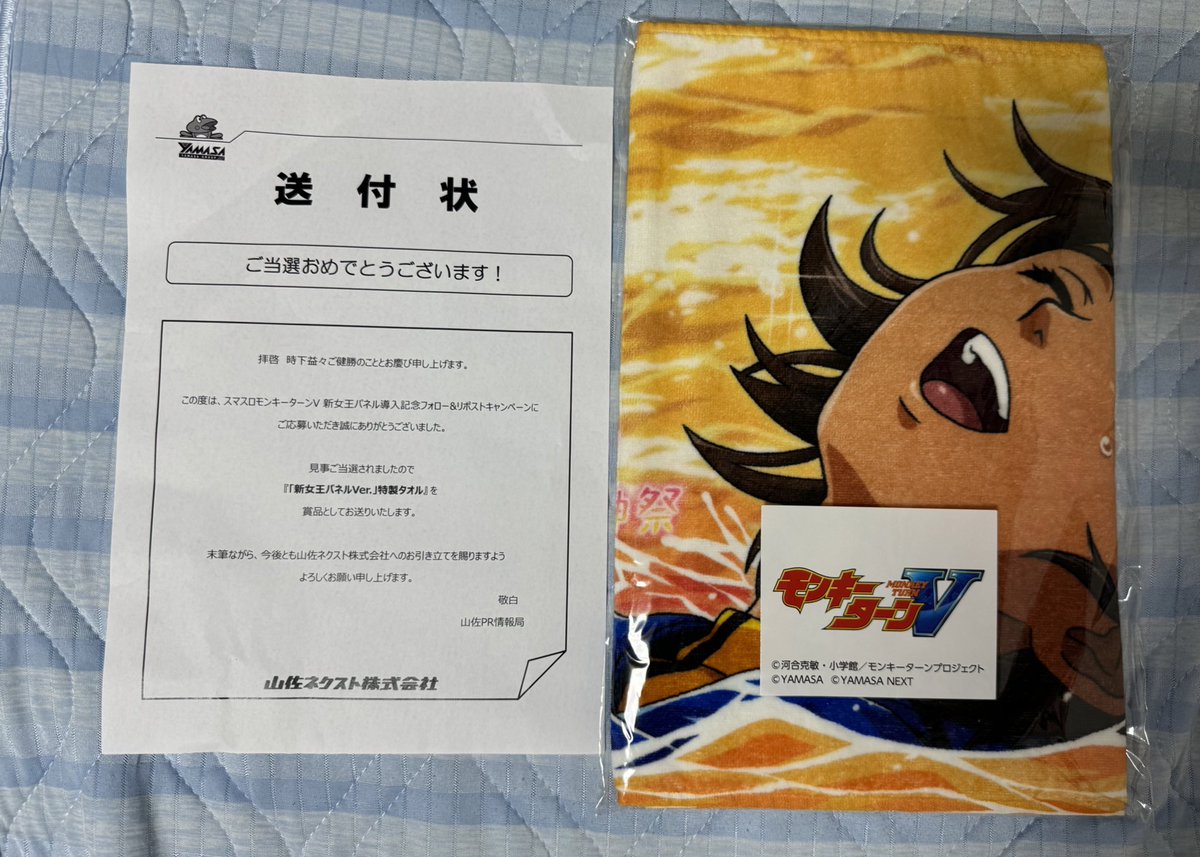 YAMASA
送付状
ご当選おめでとうございます！
拝啓 時下益々ご健勝のこととお慶び申し上げます。
この度は、スマスロモンキーターンV 新女王パネル導入記念フォロー&リポストキャンペーンに
ご応募いただき誠にありがとうございました。
見事ご当選されましたので
『「新女王パネルVer.」特製タオル』を
賞品としてお送りいたします。
末筆ながら、今後とも山佐ネクスト株式会社へのお引き立てを賜りますよう
よろしくお願い申し上げます。
敬白
山佐PR情報局
山佐ネクスト株式会社
祭
モンキーターン
MONKEY TURN
V
©河合克敏・小学館／モンキーターンプロジェクト
©YAMASA ©YAMASA NEXT